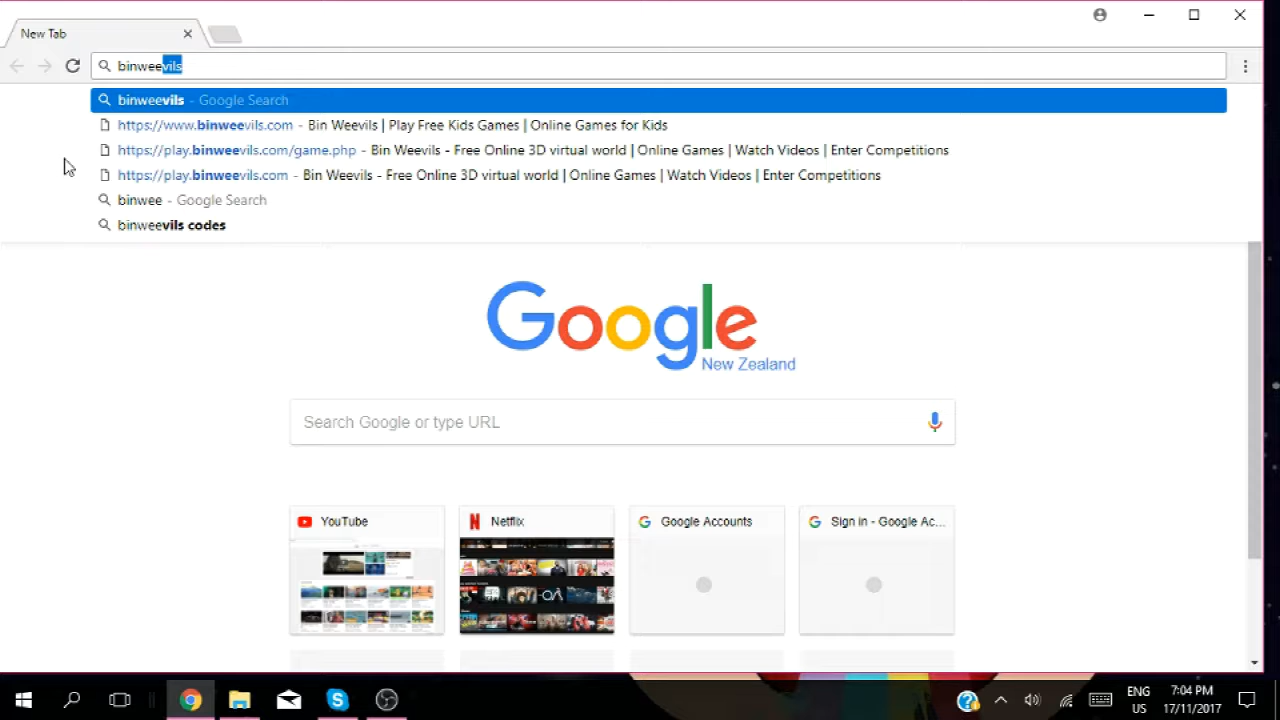 New Tab
binweevils
binweevils - Google Search
https://www.binweevils.com - Bin Weevils | Play Free Kids Games | Online Games for Kids
https://play.binweevils.com/game.php - Bin Weevils - Free Online 3D virtual world | Online Games | Watch Videos | Enter Competitions
https://play.binweevils.com - Bin Weevils - Free Online 3D virtual world | Online Games | Watch Videos | Enter Competitions
binwee - Google Search
binweevils codes
Google
New Zealand
Search Google or type URL
YouTube
Netflix
Google Accounts
Sign in - Google Ac...
ENG
US
7:04 PM
17/11/2017